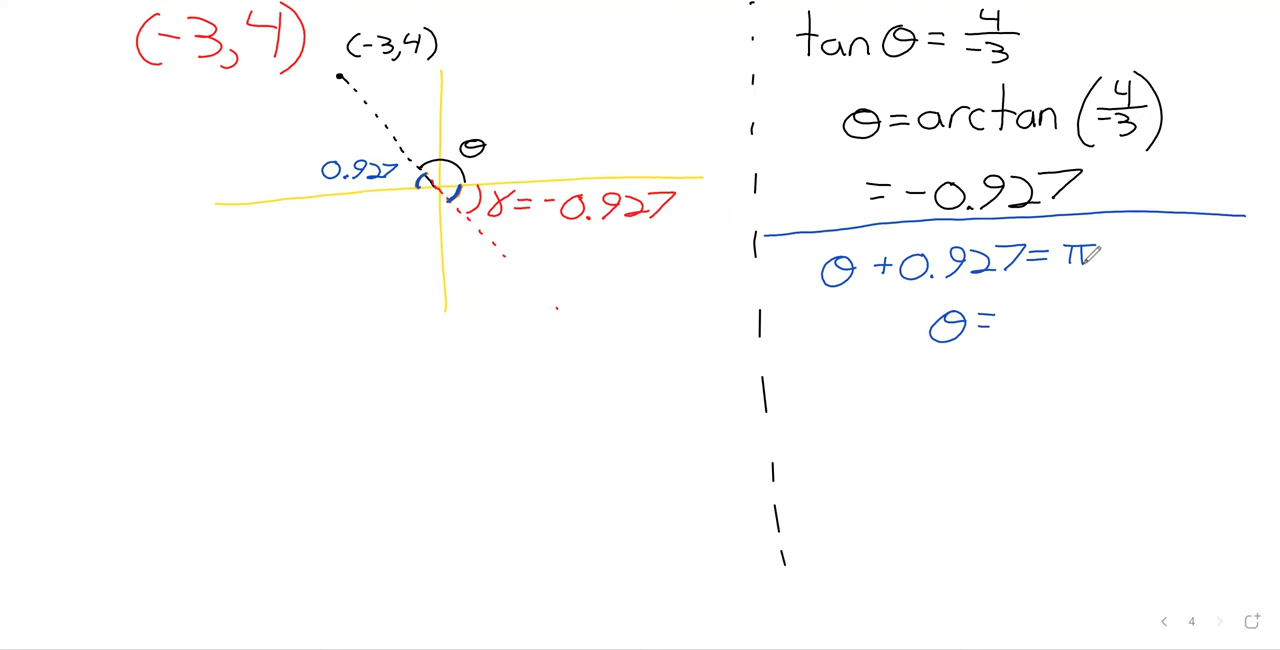 (-3,4)
(-3,4)
θ
0.927
γ=-0.927
tan θ = 4/-3
θ = arctan (4/-3)
= -0.927
θ + 0.927 = π
θ =
< 4 >